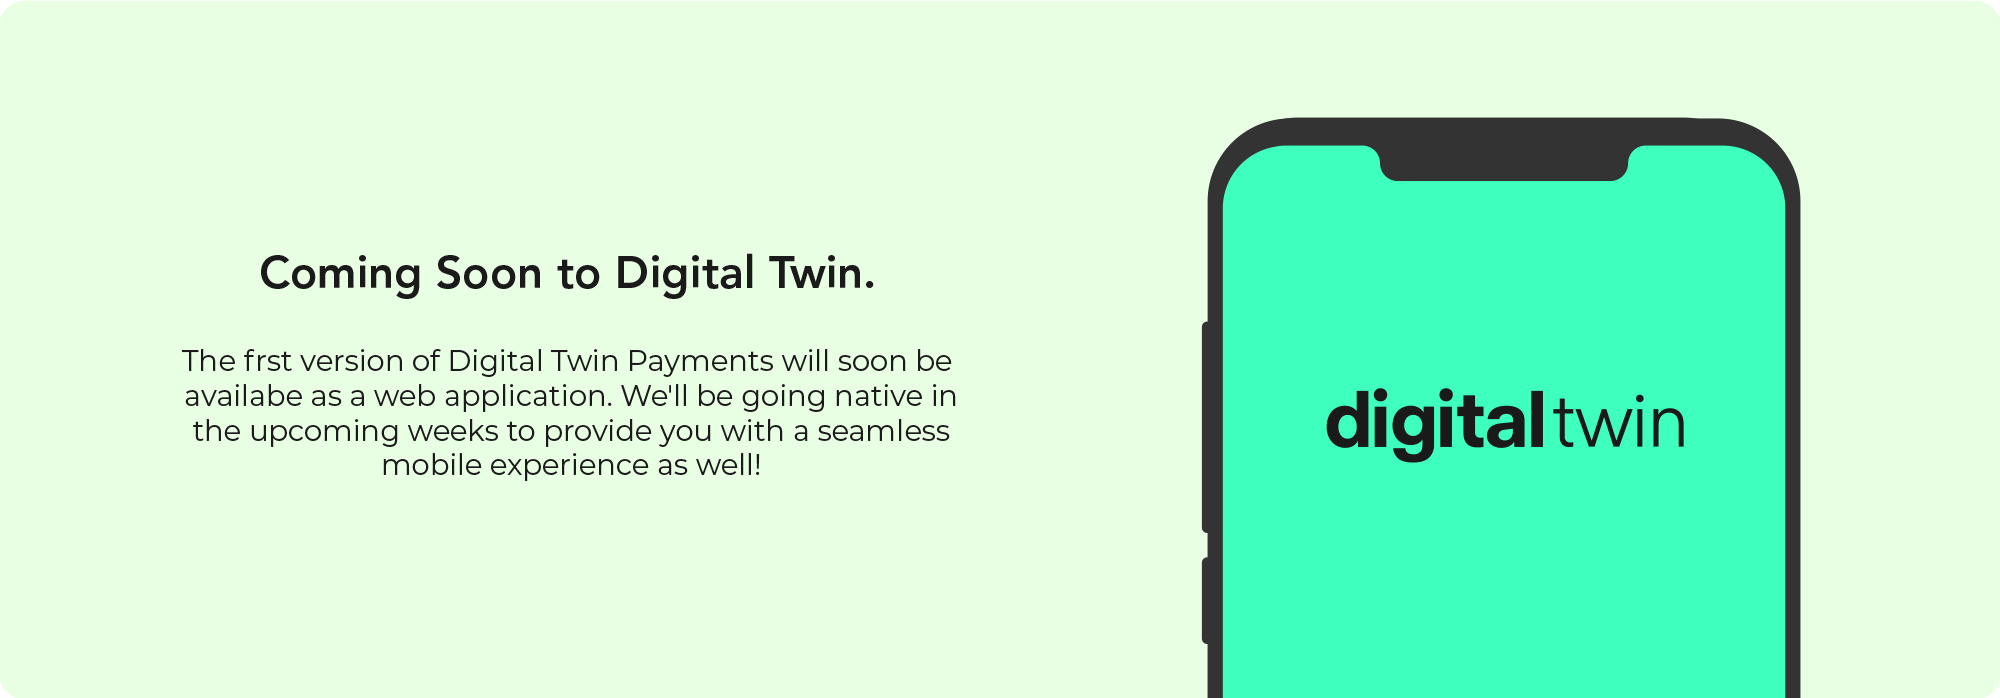 Coming Soon to Digital Twin.
The frst version of Digital Twin Payments will soon be
availabe as a web application. We'll be going native in
the upcoming weeks to provide you with a seamless
mobile experience as well!
digital twin